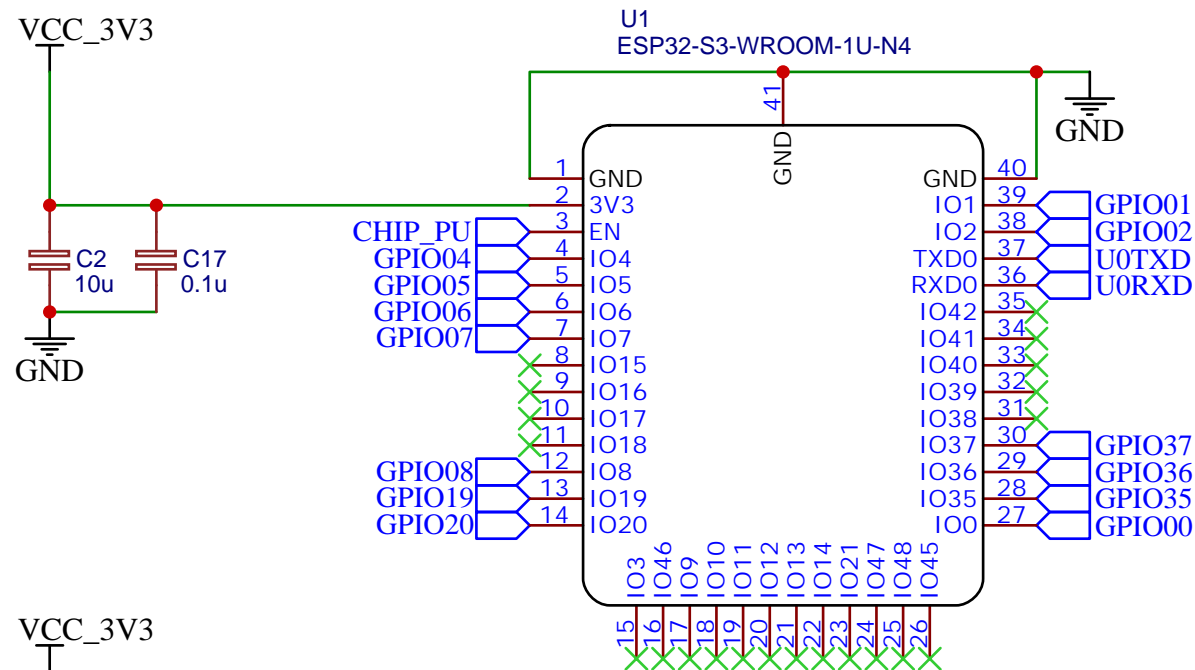 VCC_3V3
U1
ESP32-S3-WROOM-1U-N4
41
GND
GND
1
GND
GND
40
2
3V3
IO1
39
GPIO01
CHIP_PU
3
EN
IO2
38
GPIO02
GPIO04
4
IO4
TXD0
37
U0TXD
C2
10u
C17
0.1u
GPIO05
5
IO5
RXD0
36
U0RXD
GPIO06
6
IO6
IO42
35
GPIO07
7
IO7
IO41
34
GND
8
IO15
IO40
33
9
IO16
IO39
32
10
IO17
IO38
31
11
IO18
IO37
30
GPIO37
GPIO08
12
IO8
IO36
29
GPIO36
GPIO19
13
IO19
IO35
28
GPIO35
GPIO20
14
IO20
IO0
27
GPIO00
IO3
IO46
IO9
IO10
IO11
IO12
IO13
IO14
IO21
IO47
IO48
IO45
15
16
17
18
19
20
21
22
23
24
25
26
VCC_3V3